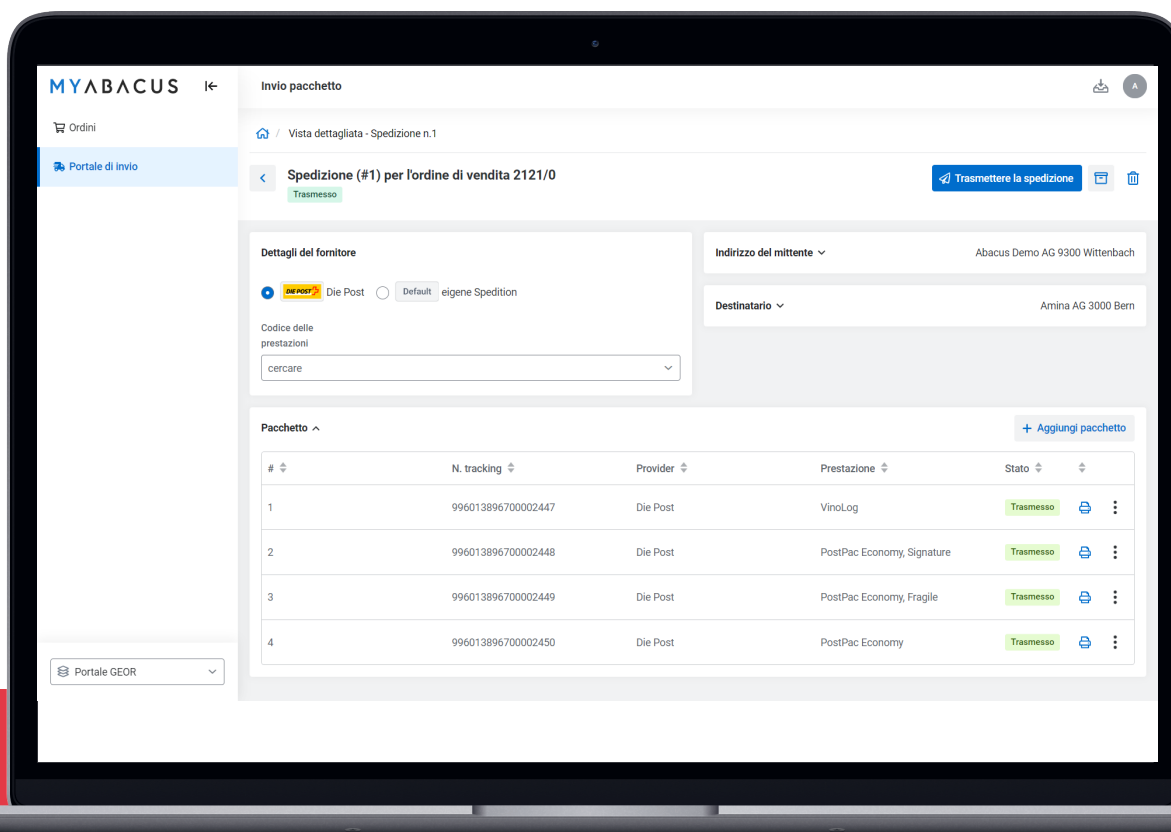 MYΛBΛCUS
Invio pacchetto
A
Ordini
Portale di invio
Vista dettagliata - Spedizione n.1
Spedizione (#1) per l'ordine di vendita 2121/0
Trasmesso
Trasmettere la spedizione
Dettagli del fornitore
DIE POST Die Post Default eigene Spedition
Codice delle
prestazioni
cercare
Indirizzo del mittente Abacus Demo AG 9300 Wittenbach
Destinatario Amina AG 3000 Bern
Pacchetto
+ Aggiungi pacchetto
# N. tracking Provider Prestazione Stato
1 996013896700002447 Die Post VinoLog Trasmesso
2 996013896700002448 Die Post PostPac Economy, Signature Trasmesso
3 996013896700002449 Die Post PostPac Economy, Fragile Trasmesso
4 996013896700002450 Die Post PostPac Economy Trasmesso
Portale GEOR